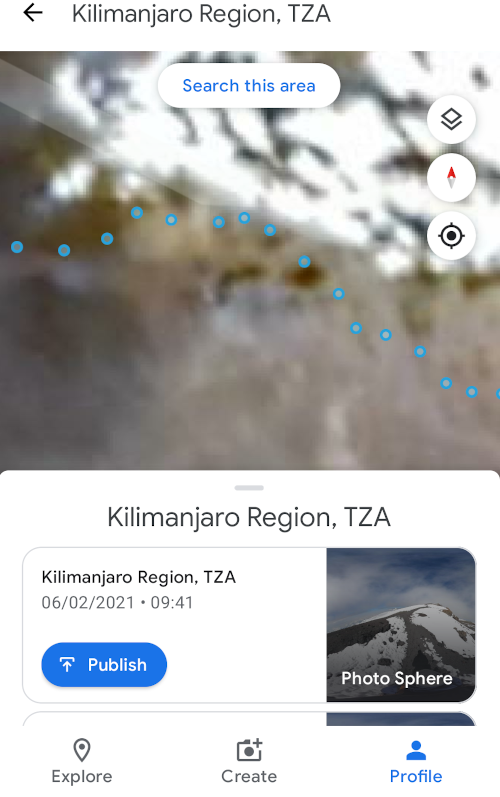 Kilimanjaro Region, TZA
Search this area
Kilimanjaro Region, TZA
Kilimanjaro Region, TZA
06/02/2021 • 09:41
Publish
Photo Sphere
Explore
Create
Profile